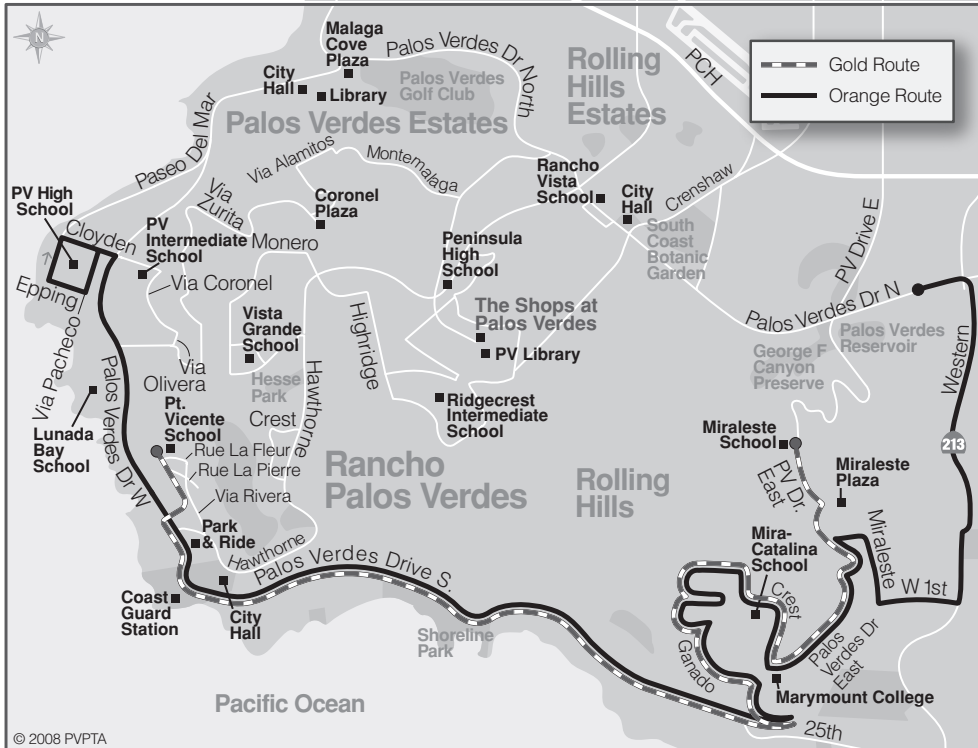 N
Malaga
Cove
Plaza
Palos Verdes Dr North
Rolling
Hills
Estates
PCH
Gold Route
Orange Route
City
Hall
Library
Palos Verdes
Golf Club
Palos Verdes Estates
Paseo Del Mar
Via Alamitos
Montemalaga
Rancho
Vista
School
City
Hall
Crenshaw
PV High
School
Via
Zurita
Coronel
Plaza
Cloyden
PV
Intermediate
School
Monero
Peninsula
High
School
South
Coast
Botanic
Garden
PV Drive E
Epping
Via Coronel
Vista
Grande
School
Highridge
The Shops at
Palos Verdes
PV Library
Palos Verdes Dr N
Palos Verdes
Reservoir
George F
Canyon
Preserve
Western
Via Pacheco
Palos Verdes Dr W
Via
Olivera
Hesse
Park
Hawthorne
Crest
Ridgecrest
Intermediate
School
Lunada
Bay
School
Pt.
Vicente
School
Rue La Fleur
Rue La Pierre
Via Rivera
Miraleste
School
213
PV Dr.
East
Miraleste
Plaza
Rancho
Palos Verdes
Rolling
Hills
Park
& Ride
Hawthorne
Palos Verdes Drive S.
Mira-
Catalina
School
Miraleste
W 1st
Crest
Coast
Guard
Station
City
Hall
Shoreline
Park
Ganado
Palos
Verdes Dr
East
Marymount College
Pacific Ocean
25th
© 2008 PVPTA